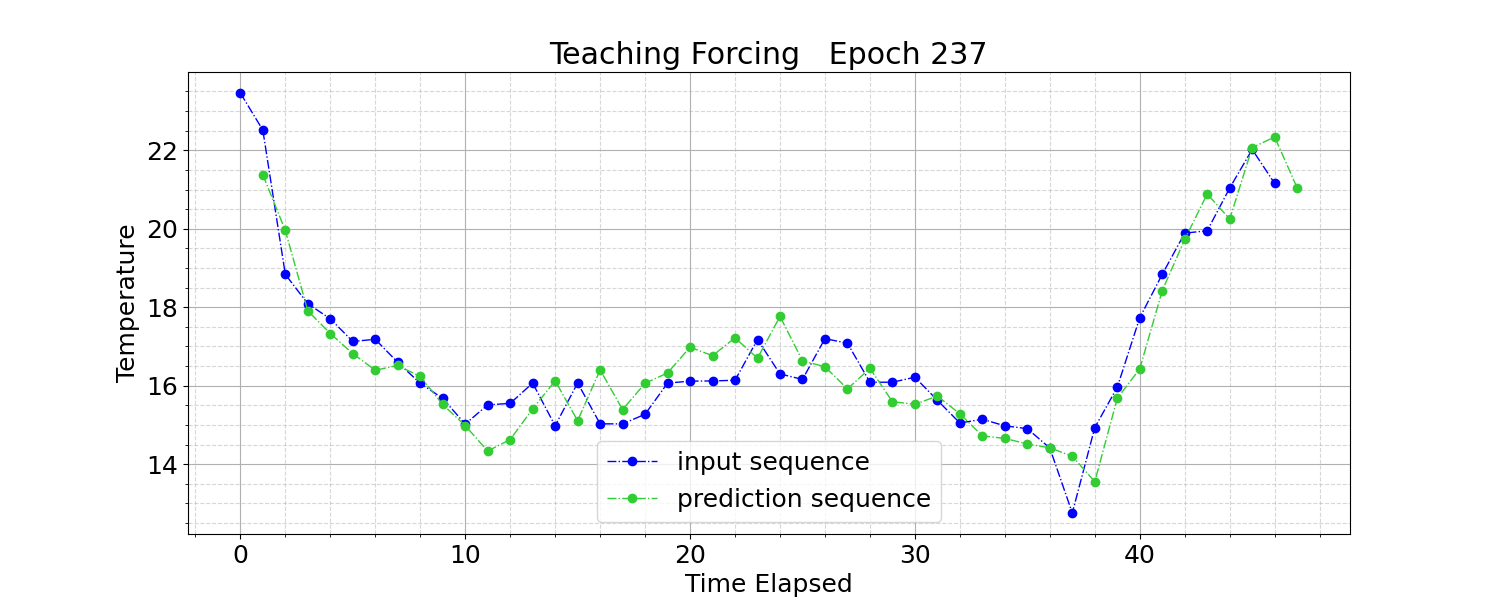 Teaching Forcing   Epoch 237
Temperature
22
20
18
16
14
input sequence
prediction sequence
0 10 20 30 40
Time Elapsed